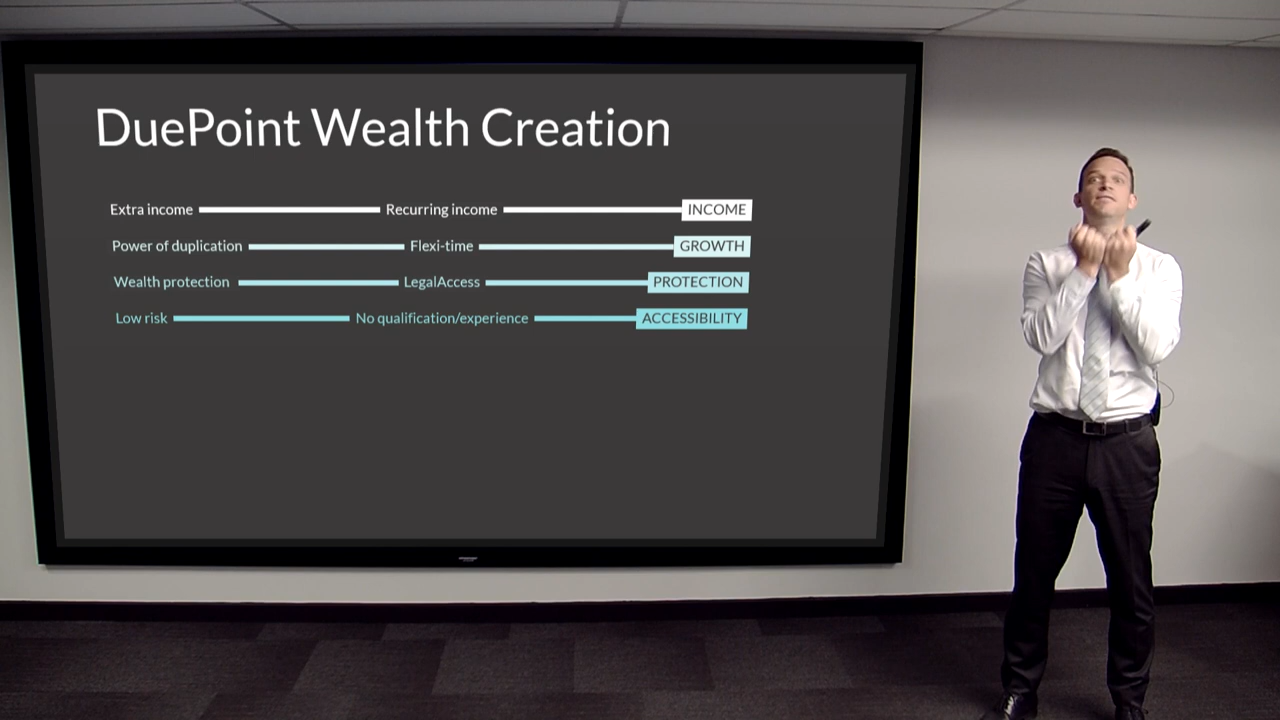 DuePoint Wealth Creation
Extra income Recurring income INCOME
Power of duplication Flexi-time GROWTH
Wealth protection LegalAccess PROTECTION
Low risk No qualification/experience ACCESSIBILITY